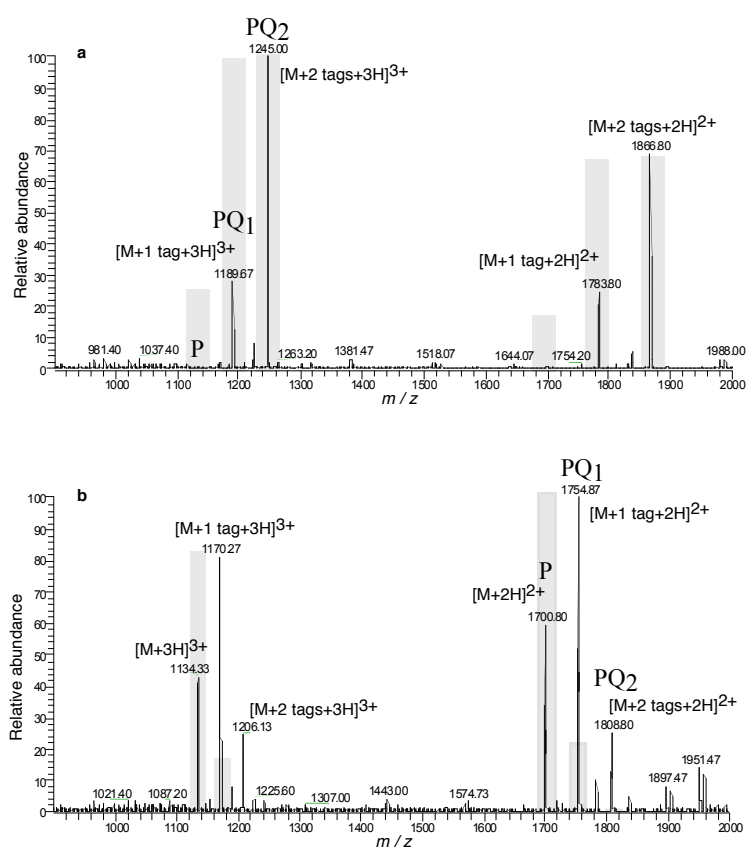 PQ2
a
1245.00
[M+2 tags+3H]3+
[M+2 tags+2H]2+
1866.80
PQ1
[M+1 tag+3H]3+
1189.67
[M+1 tag+2H]2+
1783.80
P
981.40 1037.40 1263.20 1381.47 1518.07 1644.07 1754.20 1988.00
Relative abundance
100
90
80
70
60
50
40
30
20
10
0
1000 1100 1200 1300 1400 1500 1600 1700 1800 1900 2000
m / z
PQ1
b
1754.87
[M+1 tag+2H]2+
[M+1 tag+3H]3+
1170.27
P
[M+2H]2+
1700.80
[M+3H]3+
1134.33
PQ2
[M+2 tags+3H]3+
1206.13
[M+2 tags+2H]2+
1808.80
1021.40 1087.20 1225.60 1307.00 1443.00 1574.73 1897.47 1951.47
Relative abundance
100
90
80
70
60
50
40
30
20
10
0
1000 1100 1200 1300 1400 1500 1600 1700 1800 1900 2000
m / z